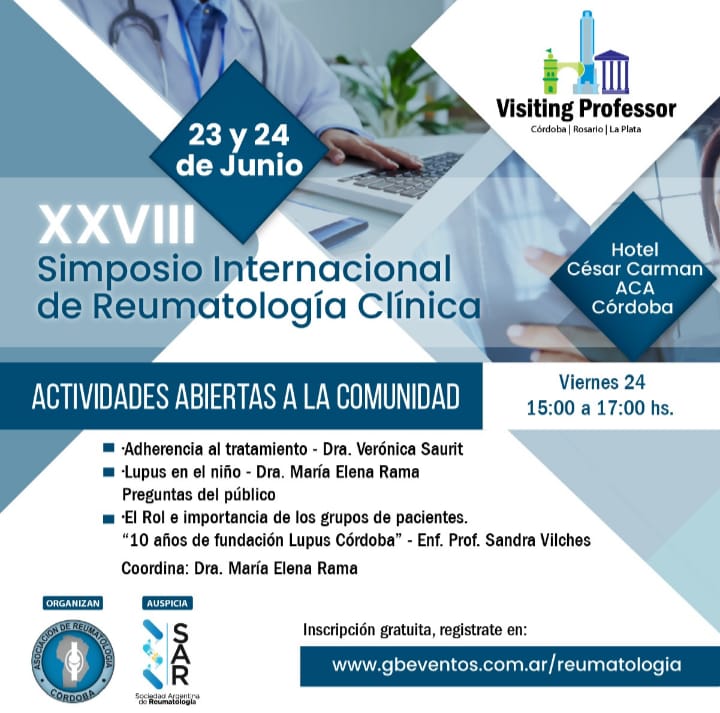 Visiting Professor
Córdoba | Rosario | La Plata
23 y 24
de Junio
XXVIII
Simposio Internacional
de Reumatología Clínica
Hotel
César Carman
ACA
Córdoba
ACTIVIDADES ABIERTAS A LA COMUNIDAD
Viernes 24
15:00 a 17:00 hs.
·Adherencia al tratamiento - Dra. Verónica Saurit
·Lupus en el niño - Dra. María Elena Rama
Preguntas del público
·El Rol e importancia de los grupos de pacientes.
“10 años de fundación Lupus Córdoba” - Enf. Prof. Sandra Vilches
Coordina: Dra. María Elena Rama
ORGANIZAN
ASOCIACIÓN DE REUMATOLOGIA
CÓRDOBA
AUSPICIA
SAR
Sociedad Argentina
de Reumatología
Inscripción gratuita, registrate en:
www.gbeventos.com.ar/reumatologia